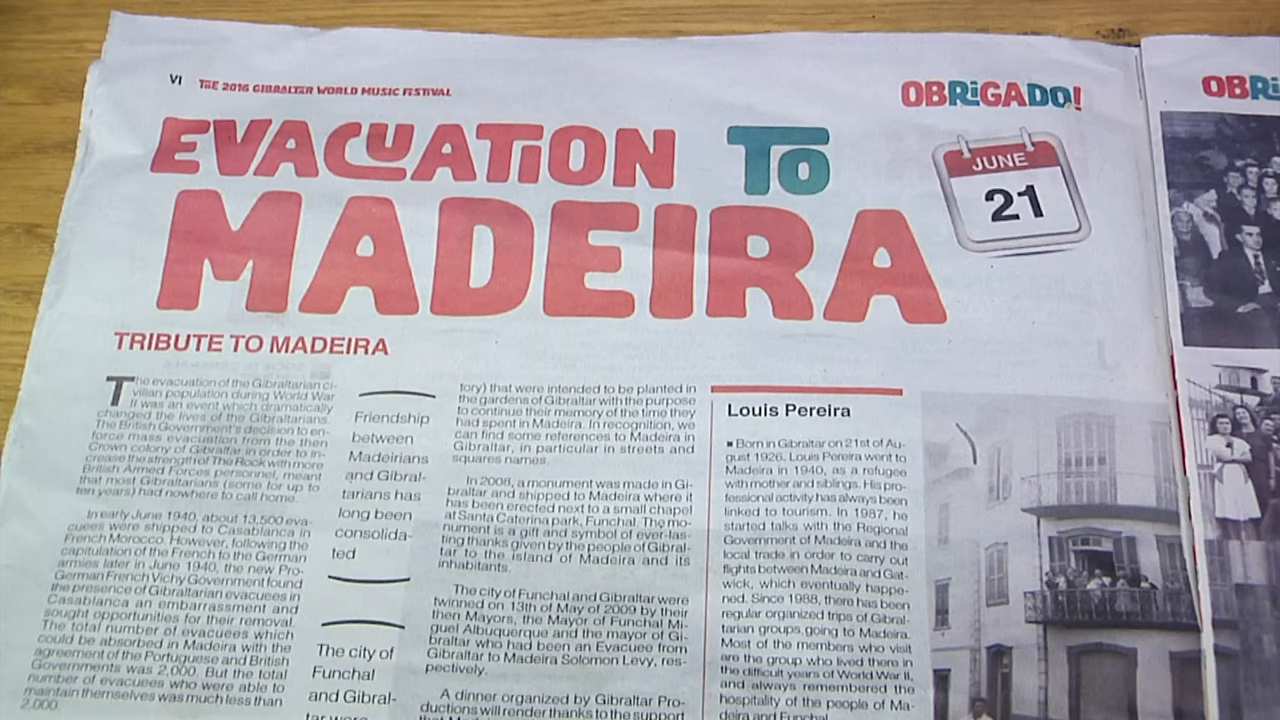 VI THE 2016 GIBRALTER WORLD MUSIC FESTIVAL
OBRiGADO!
EVACUATiON TO
MADEIRA
JUNE
21
TRIBUTE TO MADEIRA
The evacuation of the Gibraltarian ci-
vilian population during World War
II was an event which dramatically
changed the lives of the Gibraltarians.
The British Government's decision to en-
force mass evacuation from the then
Crown colony of Gibraltar in order to in-
crease the strength of The Rock with more
British Armed Forces personnel, meant
that most Gibraltarians (some for up to
ten years) had nowhere to call home.
In early June 1940, about 13,500 eva-
cuees were shipped to Casablanca in
French Morocco. However, following the
capitulation of the French to the German
armies later in June 1940, the new Pro-
German French Vichy Government found
the presence of Gibraltarian evacuees in
Casablanca an embarrassment and
sought opportunities for their removal.
The total number of evacuees which
could be absorbed in Madeira with the
agreement of the Portuguese and British
Governments was 2,000. But the total
number of evacuees who were able to
maintain themselves was much less than
2,000.
Friendship
between
Madeirians
and Gibral-
tarians has
long been
consolida-
ted
The city of
Funchal
and Gibral-
tar were
tory) that were intended to be planted in
the gardens of Gibraltar with the purpose
to continue their memory of the time they
had spent in Madeira. In recognition, we
can find some references to Madeira in
Gibraltar, in particular in streets and
squares names.
In 2008, a monument was made in Gi-
braltar and shipped to Madeira where it
has been erected next to a small chapel
at Santa Caterina park, Funchal. The mo-
nument is a gift and symbol of ever-las-
ting thanks given by the people of Gibral-
tar to the island of Madeira and its
inhabitants.
The city of Funchal and Gibraltar were
twinned on 13th of May of 2009 by their
then Mayors, the Mayor of Funchal Mi-
guel Albuquerque and the mayor of Gi-
braltar who had been an Evacuee from
Gibraltar to Madeira Solomon Levy, res-
pectively.
A dinner organized by Gibraltar Pro-
ductions will render thanks to the support
Louis Pereira
■ Born in Gibraltar on 21st of Au-
gust 1926, Louis Pereira went to
Madeira in 1940, as a refugee
with mother and siblings. His pro-
fessional activity has always been
linked to tourism. In 1987, he
started talks with the Regional
Government of Madeira and the
local trade in order to carry out
flights between Madeira and Gat-
wick, which eventually happe-
ned. Since 1988, there has been
regular organized trips of Gibral-
tarian groups going to Madeira.
Most of the members who visit
are the group who lived there in
the difficult years of World War II,
and always remembered the
hospitality of the people of Ma-
deira and Funchal.
OBRi